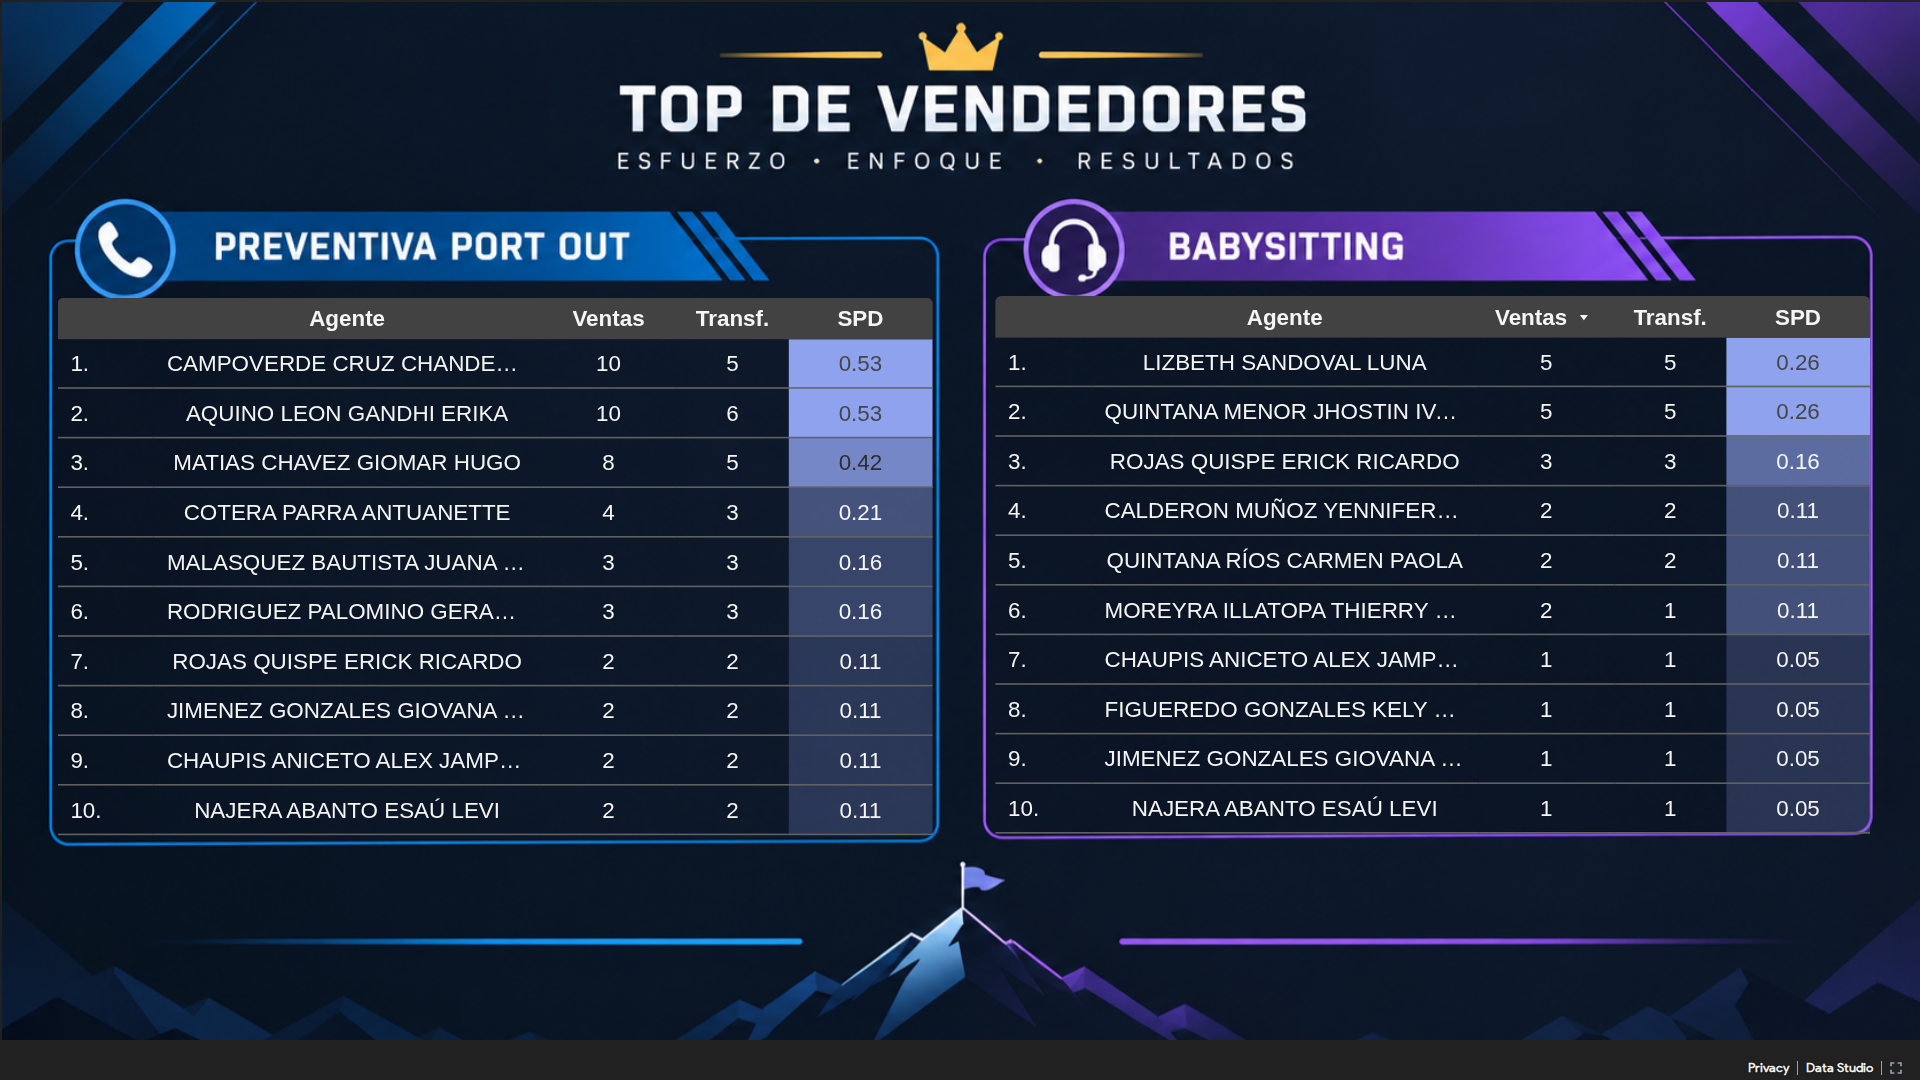 TOP DE VENDEDORES
ESFUERZO · ENFOQUE · RESULTADOS
PREVENTIVA PORT OUT
Agente Ventas Transf. SPD
1. CAMPOVERDE CRUZ CHANDE… 10 5 0.53
2. AQUINO LEON GANDHI ERIKA 10 6 0.53
3. MATIAS CHAVEZ GIOMAR HUGO 8 5 0.42
4. COTERA PARRA ANTUANETTE 4 3 0.21
5. MALASQUEZ BAUTISTA JUANA … 3 3 0.16
6. RODRIGUEZ PALOMINO GERA… 3 3 0.16
7. ROJAS QUISPE ERICK RICARDO 2 2 0.11
8. JIMENEZ GONZALES GIOVANA … 2 2 0.11
9. CHAUPIS ANICETO ALEX JAMP… 2 2 0.11
10. NAJERA ABANTO ESAÚ LEVI 2 2 0.11
BABYSITTING
Agente Ventas Transf. SPD
1. LIZBETH SANDOVAL LUNA 5 5 0.26
2. QUINTANA MENOR JHOSTIN IV… 5 5 0.26
3. ROJAS QUISPE ERICK RICARDO 3 3 0.16
4. CALDERON MUÑOZ YENNIFER… 2 2 0.11
5. QUINTANA RÍOS CARMEN PAOLA 2 2 0.11
6. MOREYRA ILLATOPA THIERRY … 2 1 0.11
7. CHAUPIS ANICETO ALEX JAMP… 1 1 0.05
8. FIGUEREDO GONZALES KELY … 1 1 0.05
9. JIMENEZ GONZALES GIOVANA … 1 1 0.05
10. NAJERA ABANTO ESAÚ LEVI 1 1 0.05
Privacy Data Studio